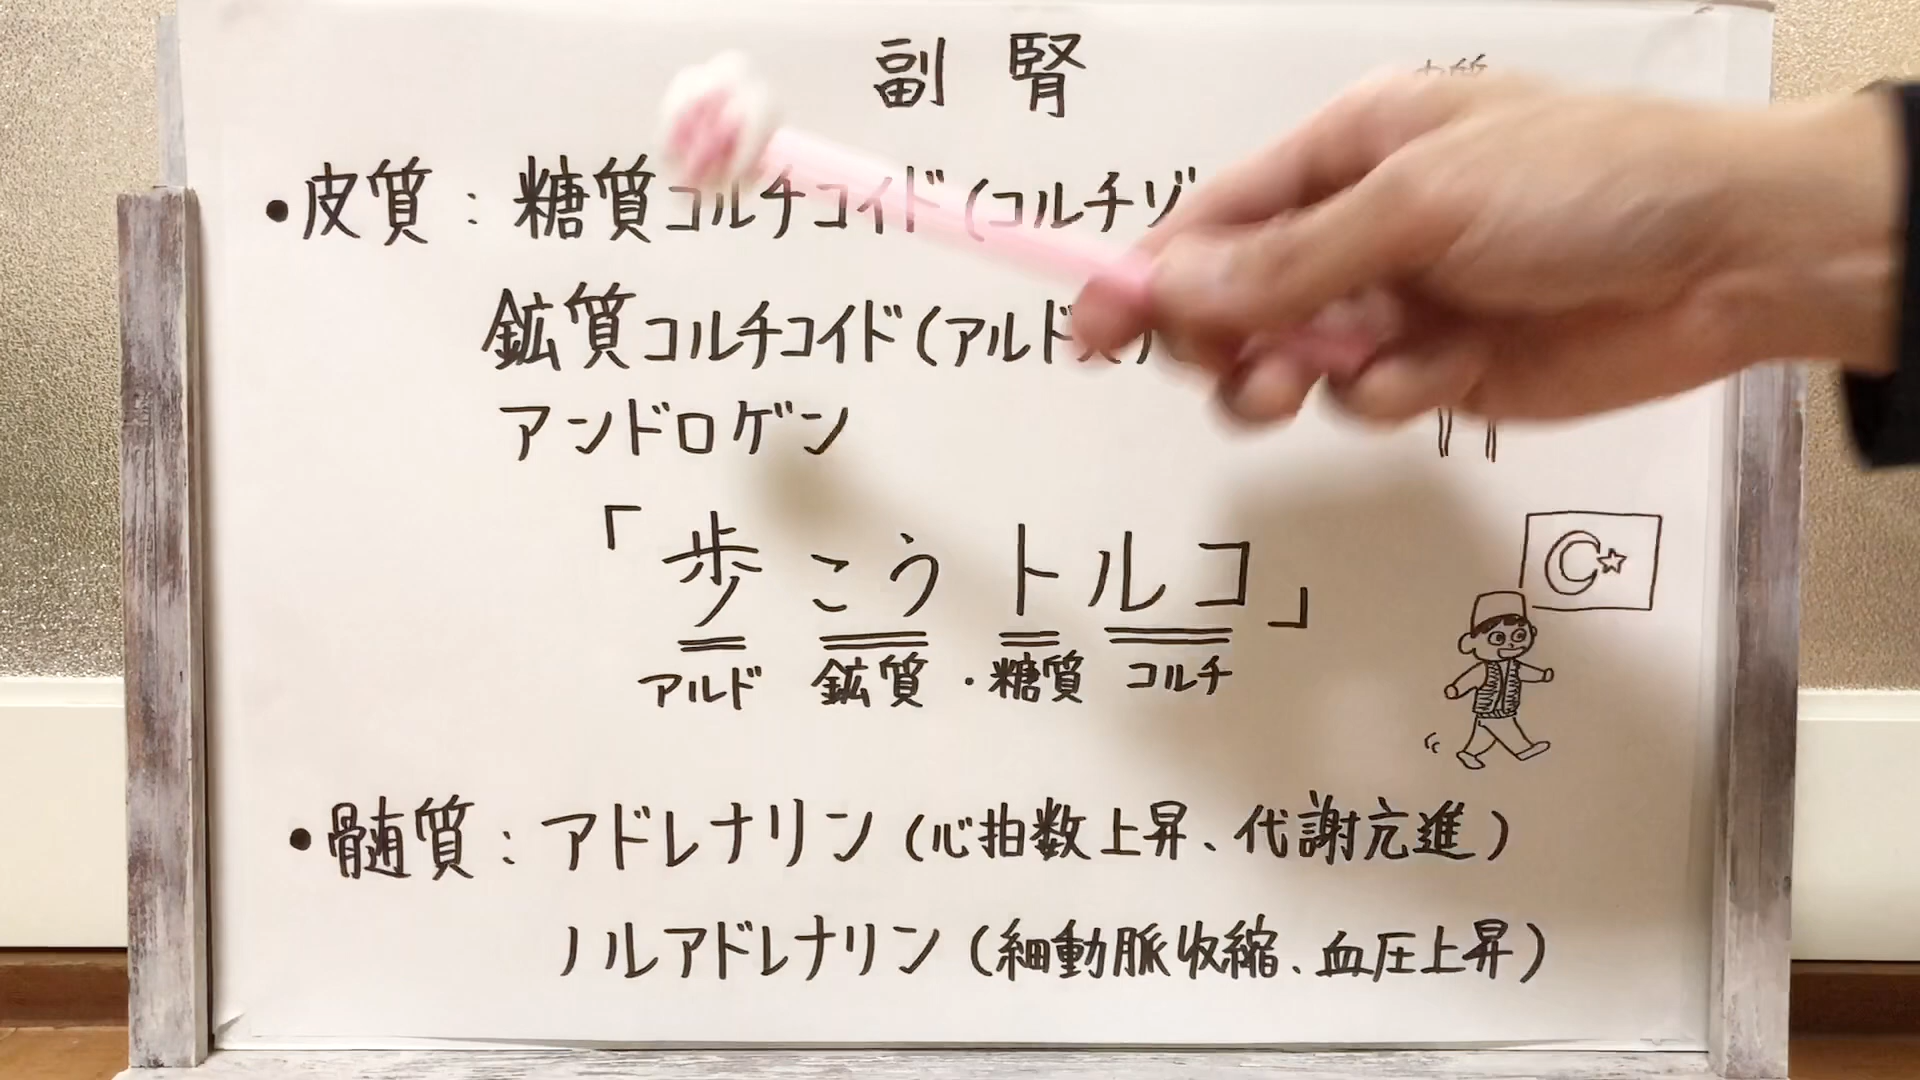 副腎
・皮質：糖質コルチコイド（コルチゾ
鉱質コルチコイド（アルドステ
アンドロゲン
「歩こうトルコ」
アルド 鉱質・糖質 コルチ
・髄質：アドレナリン（心拍数上昇、代謝亢進）
ノルアドレナリン（細動脈収縮、血圧上昇）